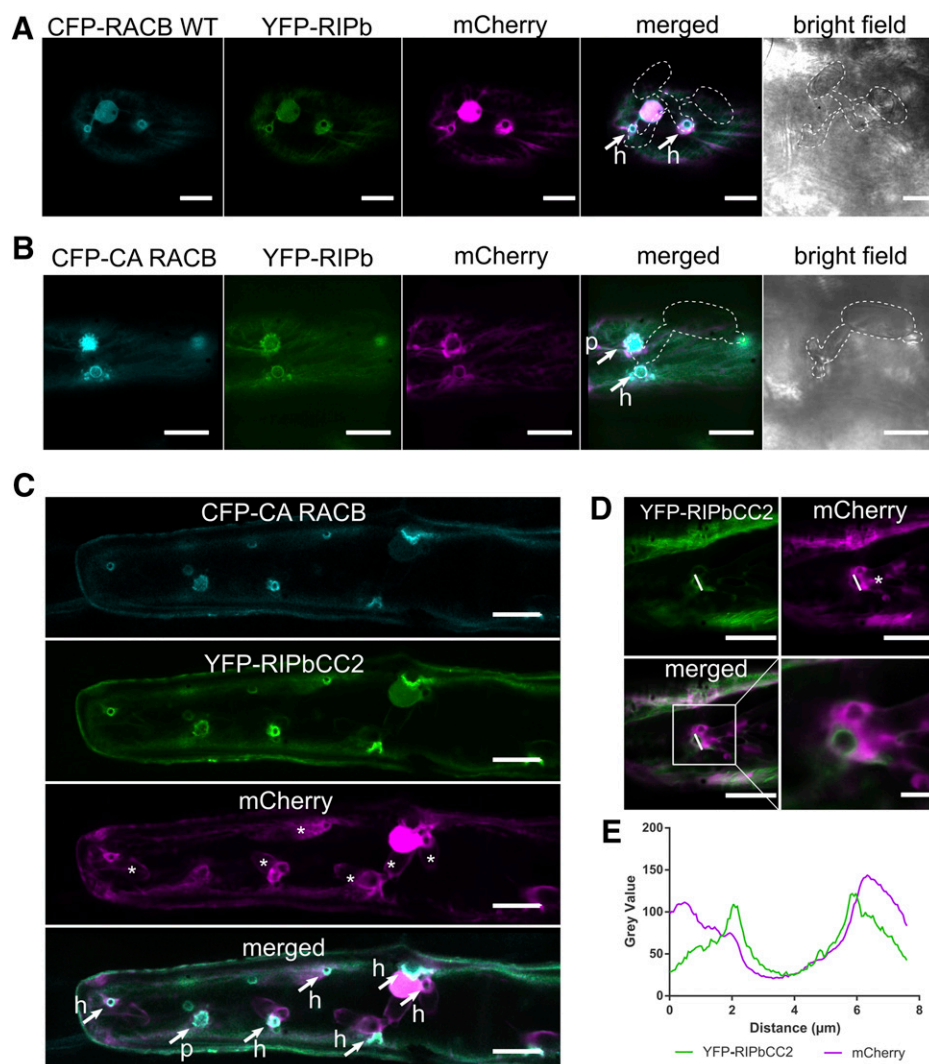 A
CFP-RACB WT YFP-RIPb mCherry merged bright field
h h
B
CFP-CA RACB YFP-RIPb mCherry merged bright field
p
h
C
CFP-CA RACB
YFP-RIPbCC2
mCherry
* * * * * *
merged
h p h h h h h
D
YFP-RIPbCC2 mCherry
*
merged
E
200
150
100
50
0
Grey Value
0 2 4 6 8
Distance (µm)
YFP-RIPbCC2 mCherry